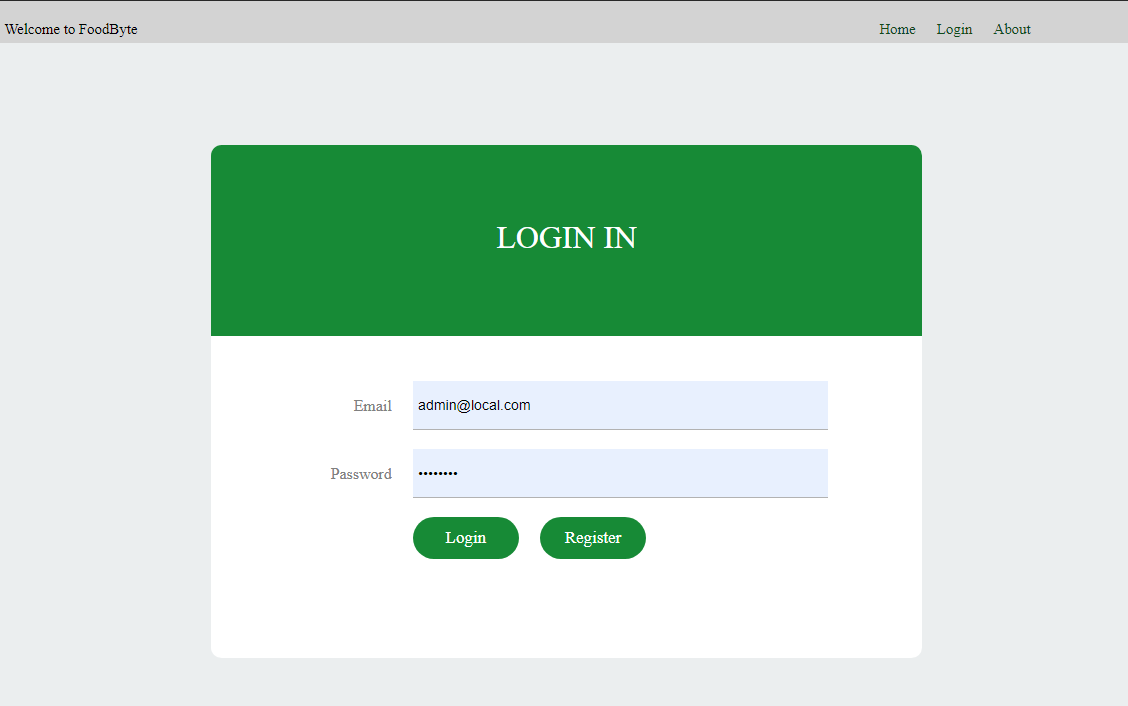 Welcome to FoodByte Home Login About
LOGIN IN
Email admin@local.com
Password ••••••••
Login Register